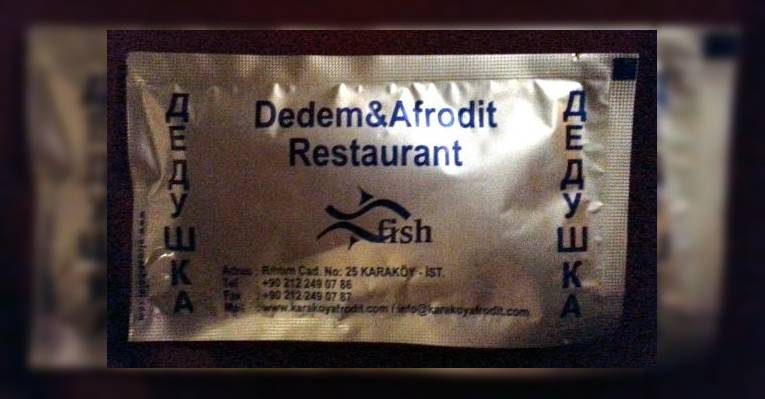 ДЕДУШКА
Dedem&Afrodit
Restaurant
fish
Adres : Rıhtım Cad. No: 25 KARAKÖY - İST.
Tel : +90 212 249 07 86
Fax : +90 212 249 07 87
: www.karakoyafrodit.com / info@karakoyafrodit.com
ДЕДУШКА